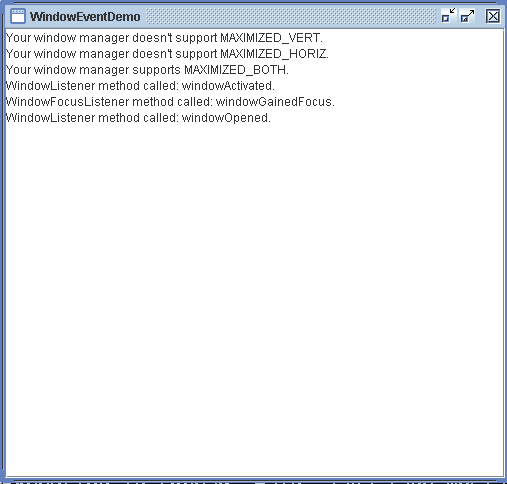 WindowEventDemo
Your window manager doesn't support MAXIMIZED_VERT.
Your window manager doesn't support MAXIMIZED_HORIZ.
Your window manager supports MAXIMIZED_BOTH.
WindowListener method called: windowActivated.
WindowFocusListener method called: windowGainedFocus.
WindowListener method called: windowOpened.